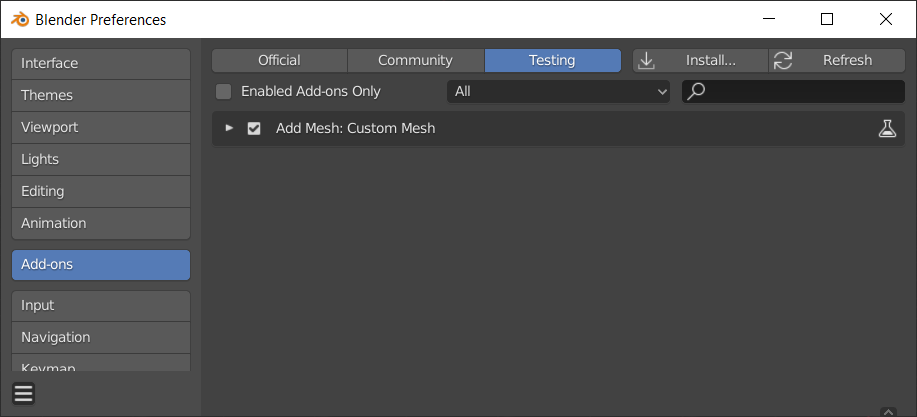 Blender Preferences
Interface
Themes
Viewport
Lights
Editing
Animation
Add-ons
Input
Navigation
Keymap
Official Community Testing Install... Refresh
Enabled Add-ons Only All
Add Mesh: Custom Mesh